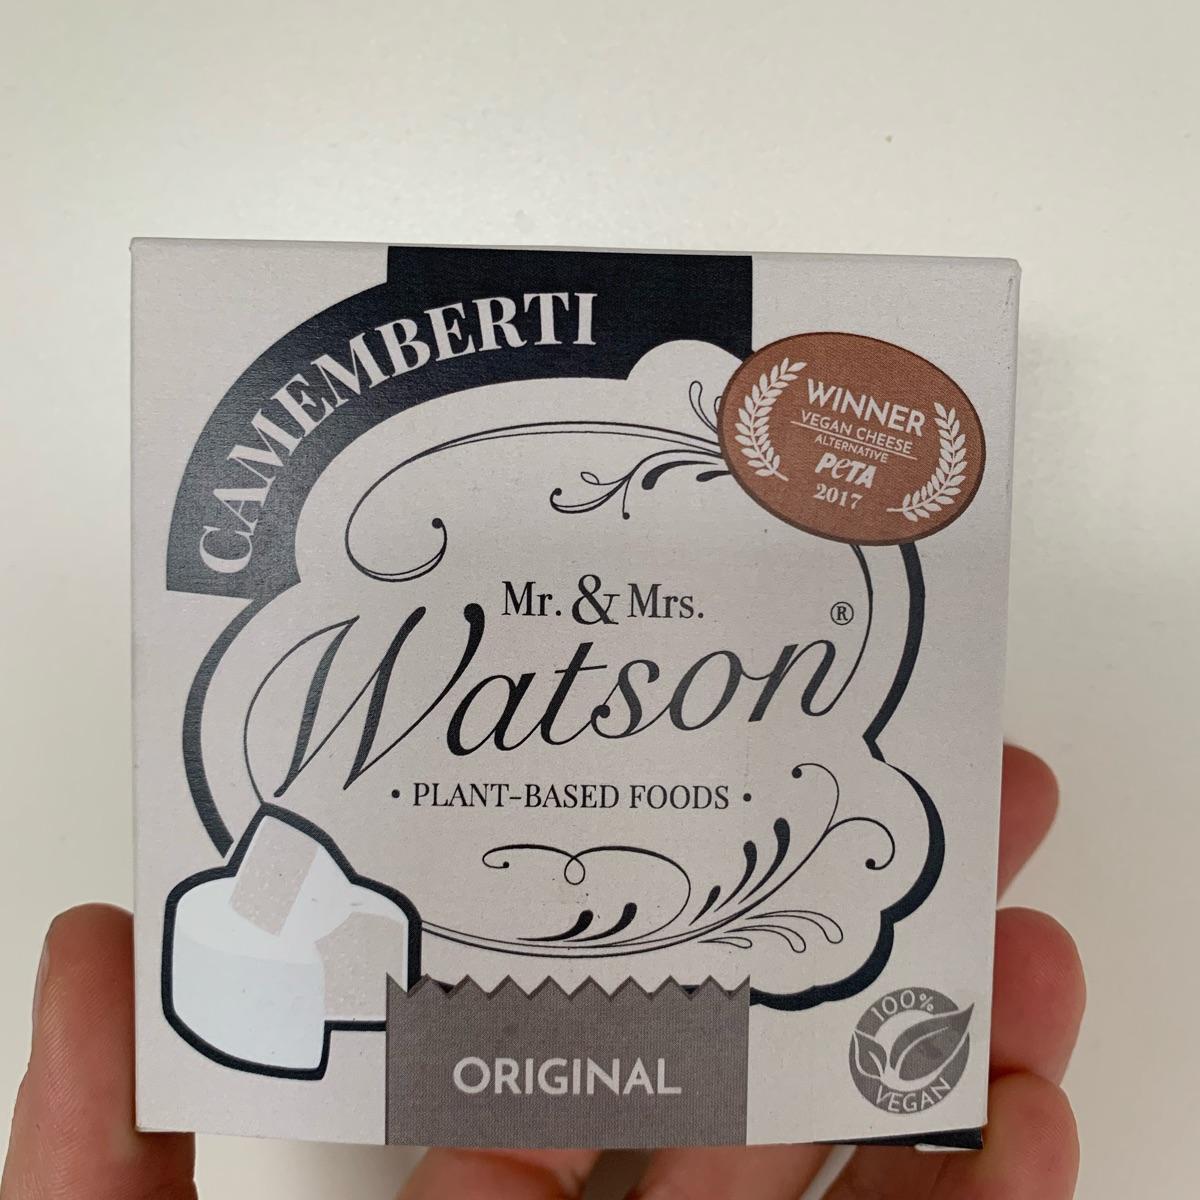 CAMEMBERTI
WINNER
VEGAN CHEESE
ALTERNATIVE
PeTA
2017
Mr. & Mrs.
Watson®
• PLANT-BASED FOODS •
ORIGINAL
100%
VEGAN